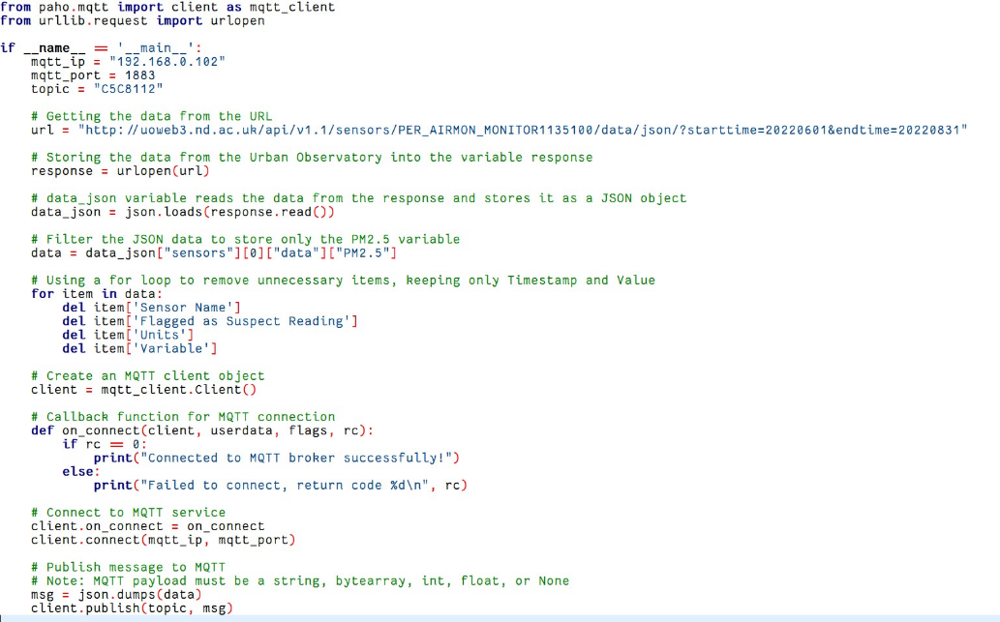 from paho.mqtt import client as mqtt_client
from urllib.request import urlopen

if __name__ == '__main__':
    mqtt_ip = "192.168.0.102"
    mqtt_port = 1883
    topic = "C5C8112"

    # Getting the data from the URL
    url = "http://uoweb3.nd.ac.uk/api/v1.1/sensors/PER_AIRMON_MONITOR1135100/data/json/?starttime=20220601&endtime=20220831"

    # Storing the data from the Urban Observatory into the variable response
    response = urlopen(url)

    # data_json variable reads the data from the response and stores it as a JSON object
    data_json = json.loads(response.read())

    # Filter the JSON data to store only the PM2.5 variable
    data = data_json["sensors"][0]["data"]["PM2.5"]

    # Using a for loop to remove unnecessary items, keeping only Timestamp and Value
    for item in data:
        del item['Sensor Name']
        del item['Flagged as Suspect Reading']
        del item['Units']
        del item['Variable']

    # Create an MQTT client object
    client = mqtt_client.Client()

    # Callback function for MQTT connection
    def on_connect(client, userdata, flags, rc):
        if rc == 0:
            print("Connected to MQTT broker successfully!")
        else:
            print("Failed to connect, return code %d\n", rc)

    # Connect to MQTT service
    client.on_connect = on_connect
    client.connect(mqtt_ip, mqtt_port)

    # Publish message to MQTT
    # Note: MQTT payload must be a string, bytearray, int, float, or None
    msg = json.dumps(data)
    client.publish(topic, msg)